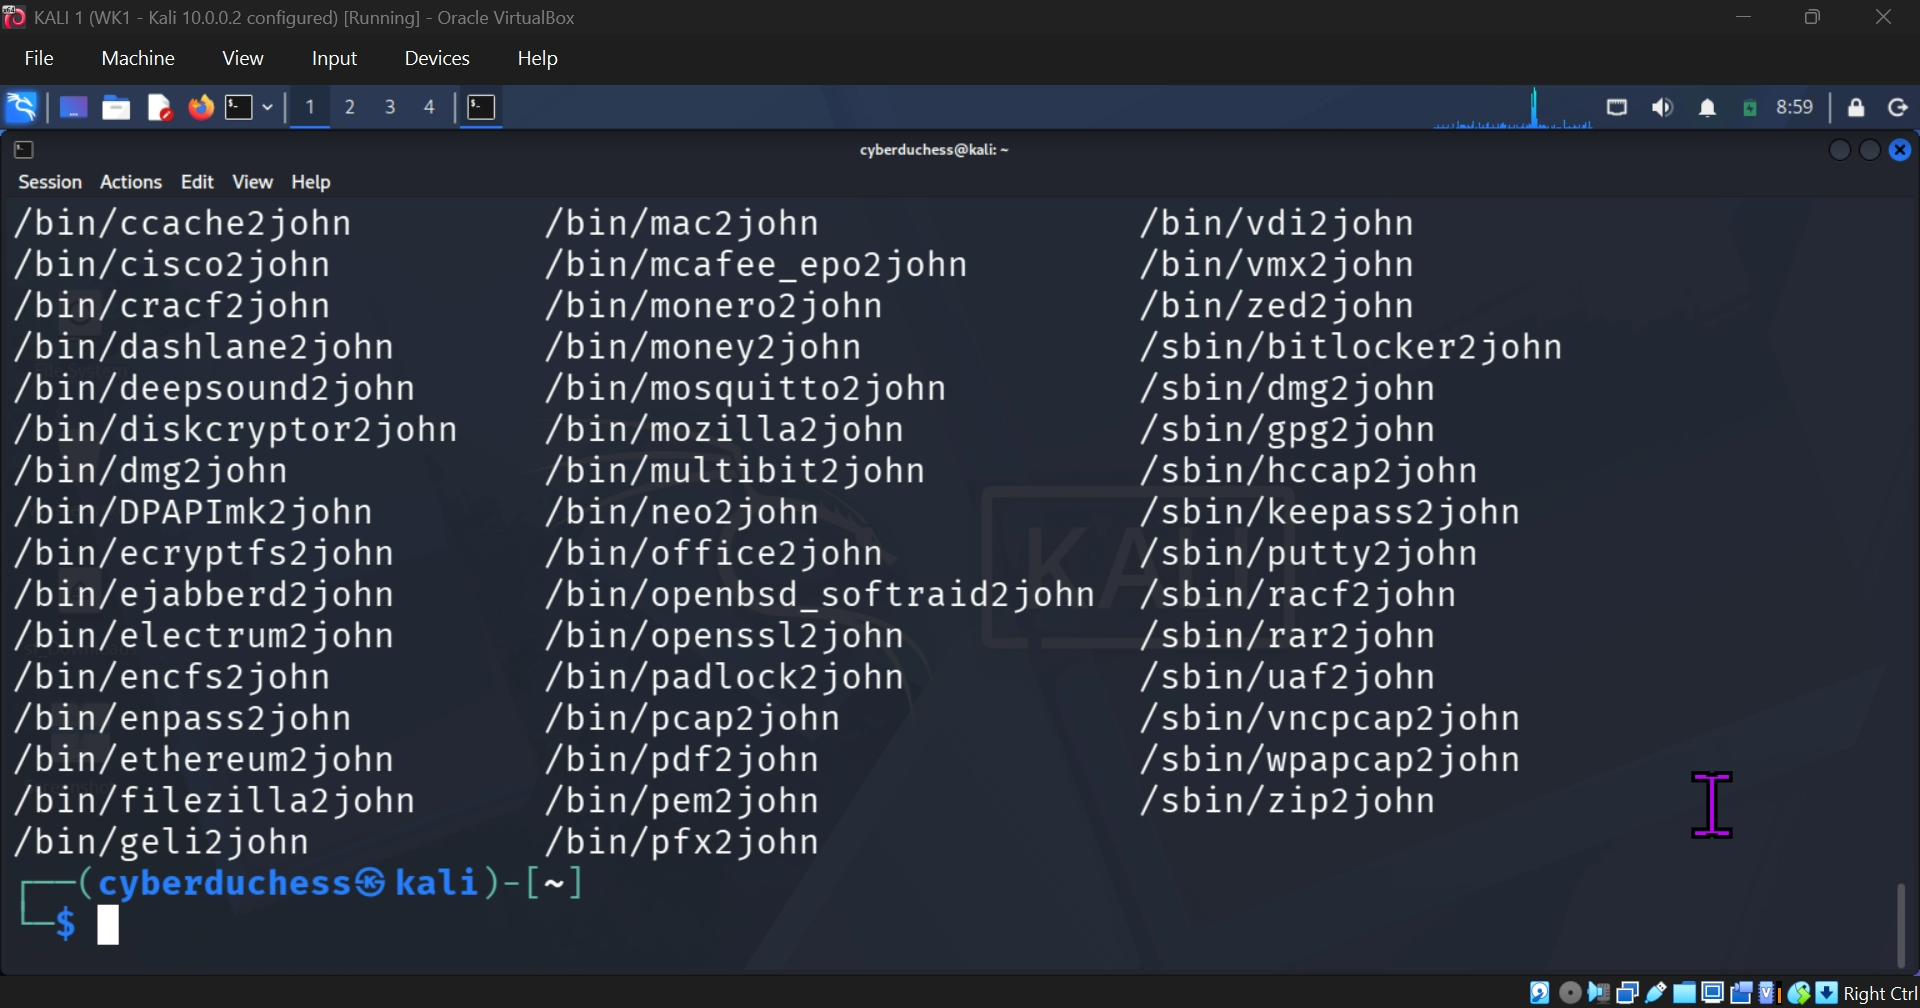 KALI 1 (WK1 - Kali 10.0.0.2 configured) [Running] - Oracle VirtualBox
File Machine View Input Devices Help
1 2 3 4 8:59
cyberduchess@kali: ~
Session Actions Edit View Help
/bin/ccache2john /bin/mac2john /bin/vdi2john
/bin/cisco2john /bin/mcafee_epo2john /bin/vmx2john
/bin/cracf2john /bin/monero2john /bin/zed2john
/bin/dashlane2john /bin/money2john /sbin/bitlocker2john
/bin/deepsound2john /bin/mosquitto2john /sbin/dmg2john
/bin/diskcryptor2john /bin/mozilla2john /sbin/gpg2john
/bin/dmg2john /bin/multibit2john /sbin/hccap2john
/bin/DPAPImk2john /bin/neo2john /sbin/keepass2john
/bin/ecryptfs2john /bin/office2john /sbin/putty2john
/bin/ejabberd2john /bin/openbsd_softraid2john /sbin/racf2john
/bin/electrum2john /bin/openssl2john /sbin/rar2john
/bin/encfs2john /bin/padlock2john /sbin/uaf2john
/bin/enpass2john /bin/pcap2john /sbin/vncpcap2john
/bin/ethereum2john /bin/pdf2john /sbin/wpapcap2john
/bin/filezilla2john /bin/pem2john /sbin/zip2john
/bin/geli2john /bin/pfx2john
┌──(cyberduchess㉿kali)-[~]
└─$
KALI
Right Ctrl